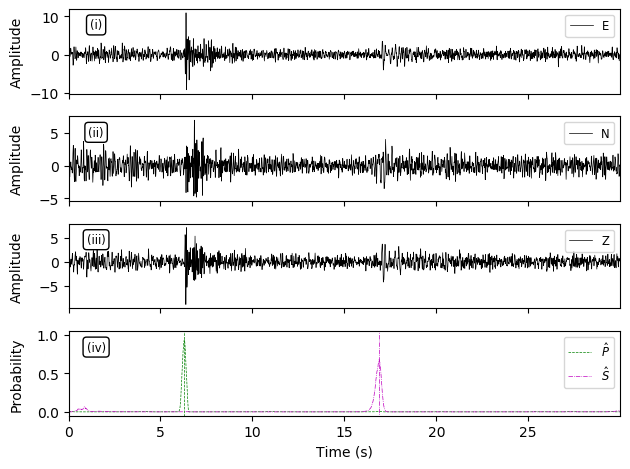 (i)
E
Amplitude
10
0
−10
(ii)
N
Amplitude
5
0
−5
(iii)
Z
Amplitude
5
0
−5
(iv)
P̂
Ŝ
Probability
1.0
0.5
0.0
0 5 10 15 20 25
Time (s)